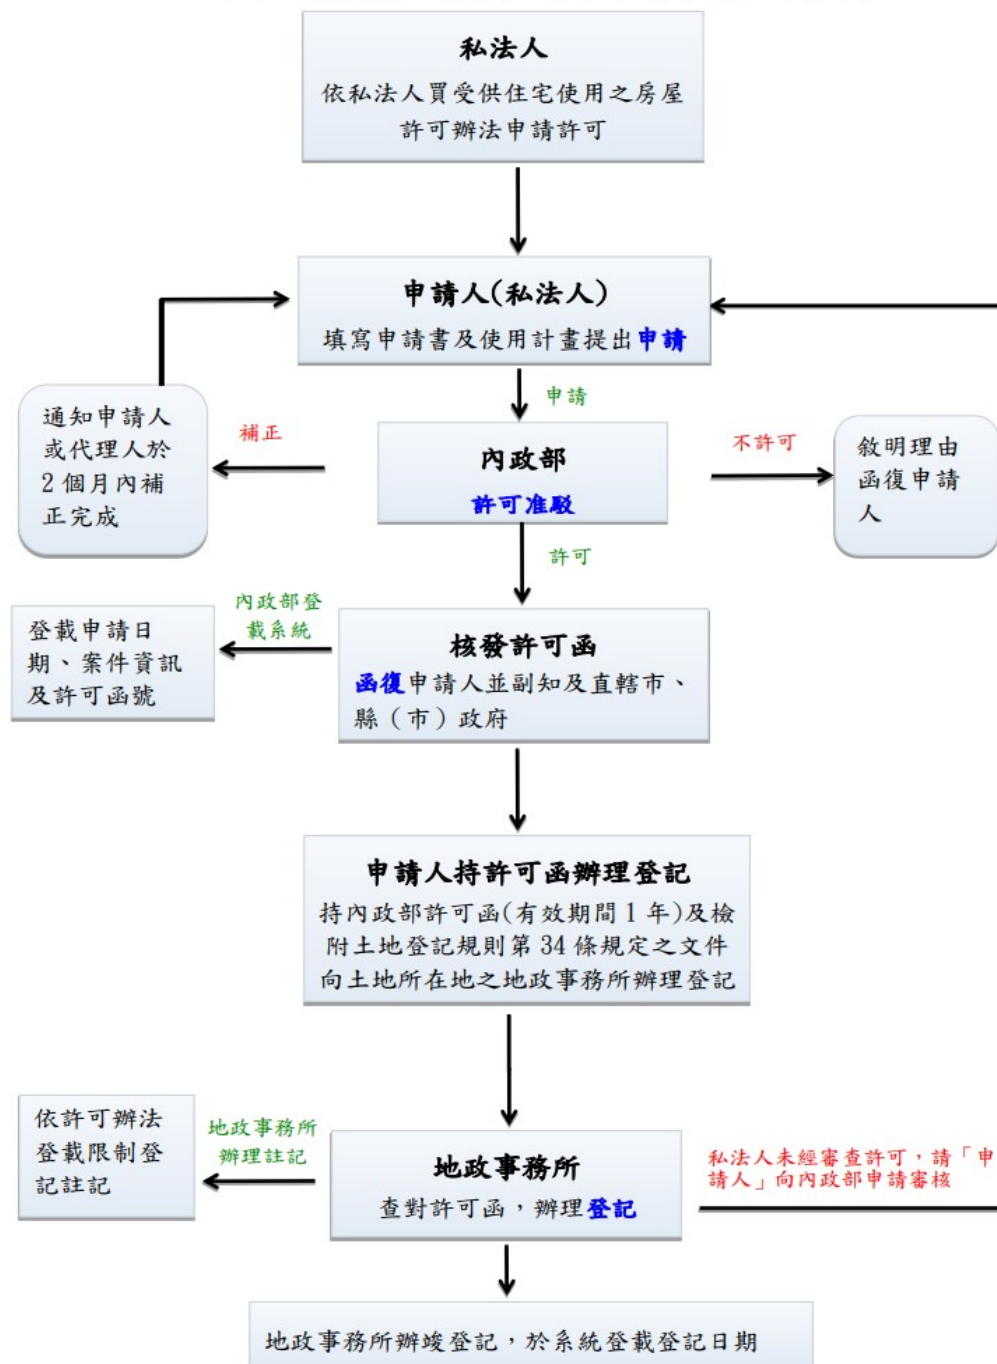 私法人
依私法人買受供住宅使用之房屋
許可辦法申請許可
申請人(私法人)
填寫申請書及使用計畫提出申請
申請
通知申請人
或代理人於
2 個月內補
正完成
補正
內政部
許可准駁
不許可
敘明理由
函復申請
人
許可
內政部登
載系統
登載申請日
期、案件資訊
及許可函號
核發許可函
函復申請人並副知及直轄市、
縣（市）政府
申請人持許可函辦理登記
持內政部許可函(有效期間 1 年)及檢
附土地登記規則第 34 條規定之文件
向土地所在地之地政事務所辦理登記
依許可辦法
登載限制登
記註記
地政事務所
辦理註記
地政事務所
查對許可函，辦理登記
私法人未經審查許可，請「申
請人」向內政部申請審核
地政事務所辦竣登記，於系統登載登記日期